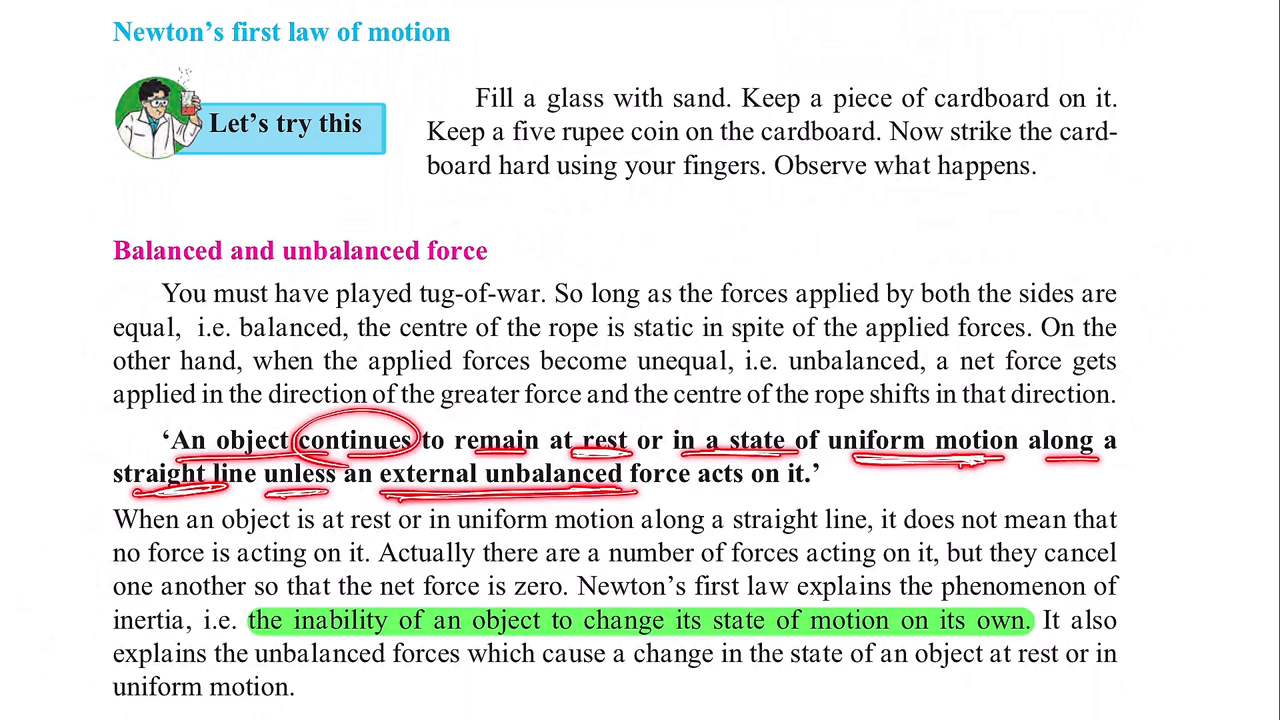 Newton’s first law of motion
Let’s try this
Fill a glass with sand. Keep a piece of cardboard on it.
Keep a five rupee coin on the cardboard. Now strike the card-
board hard using your fingers. Observe what happens.
Balanced and unbalanced force
You must have played tug-of-war. So long as the forces applied by both the sides are
equal, i.e. balanced, the centre of the rope is static in spite of the applied forces. On the
other hand, when the applied forces become unequal, i.e. unbalanced, a net force gets
applied in the direction of the greater force and the centre of the rope shifts in that direction.
‘An object continues to remain at rest or in a state of uniform motion along a
straight line unless an external unbalanced force acts on it.’
When an object is at rest or in uniform motion along a straight line, it does not mean that
no force is acting on it. Actually there are a number of forces acting on it, but they cancel
one another so that the net force is zero. Newton’s first law explains the phenomenon of
inertia, i.e. the inability of an object to change its state of motion on its own. It also
explains the unbalanced forces which cause a change in the state of an object at rest or in
uniform motion.